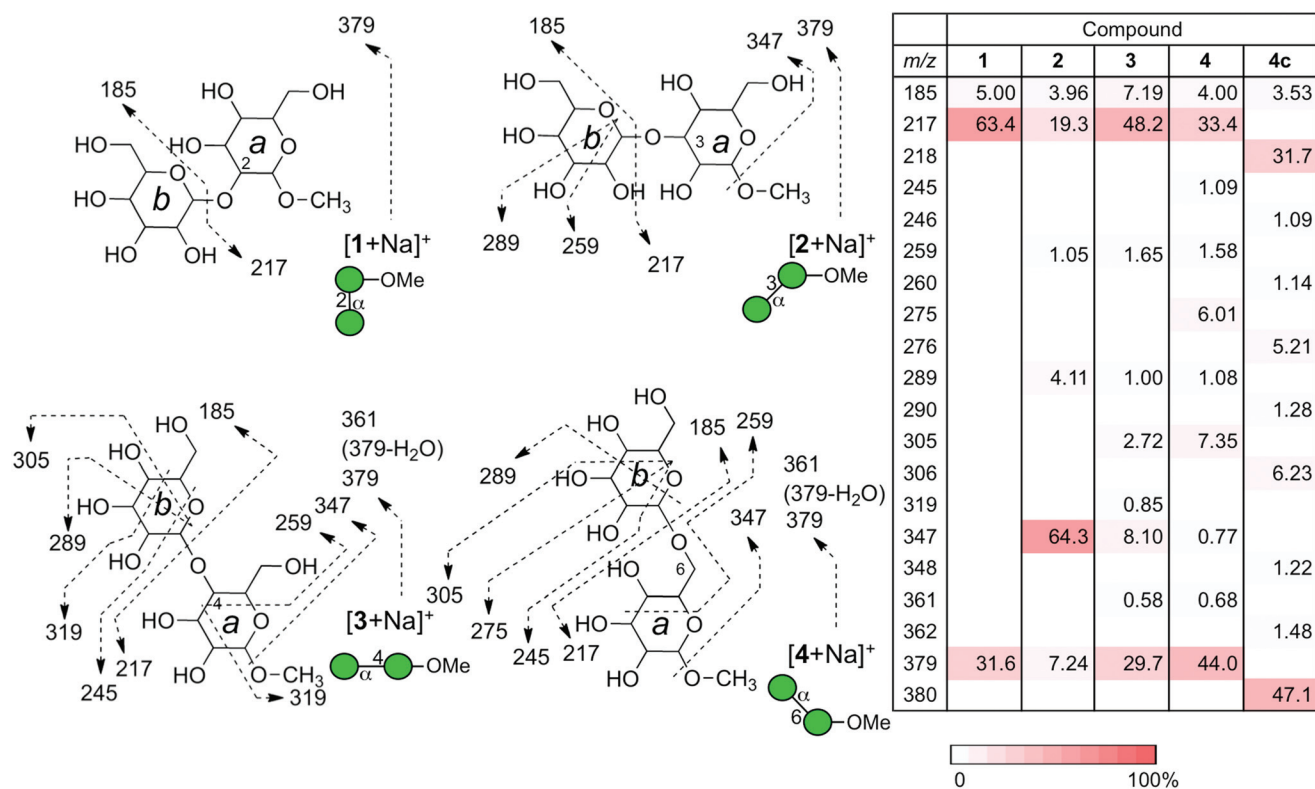 379
185
HO
OH
HO
HO
a
O
2
HO
HO
O
HO
b
O
O–CH₃
HO
OH
217
[1+Na]⁺
OMe
2
α
185
347
379
HO
OH
HO
O
HO
HO
b
O
3
a
O
HO
OH
HO
O–CH₃
289
259
217
[2+Na]⁺
3
OMe
α
305
185
HO
HO
HO
b
O
HO
O
289
319
245
217
361
(379-H₂O)
379
347
259
OH
4
HO
a
O
HO
O–CH₃
319
[3+Na]⁺
4
α
OMe
HO
185
259
289
HO
HO
b
O
HO
O
6
361
(379-H₂O)
379
347
305
275
245
217
HO
HO
a
O
HO
O–CH₃
[4+Na]⁺
α
6
OMe
Compound
m/z 1 2 3 4 4c
185 5.00 3.96 7.19 4.00 3.53
217 63.4 19.3 48.2 33.4
218 31.7
245 1.09
246 1.09
259 1.05 1.65 1.58
260 1.14
275 6.01
276 5.21
289 4.11 1.00 1.08
290 1.28
305 2.72 7.35
306 6.23
319 0.85
347 64.3 8.10 0.77
348 1.22
361 0.58 0.68
362 1.48
379 31.6 7.24 29.7 44.0
380 47.1
0 100%